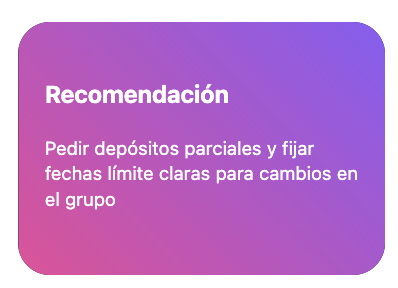 Recomendación
Pedir depósitos parciales y fijar
fechas límite claras para cambios en
el grupo